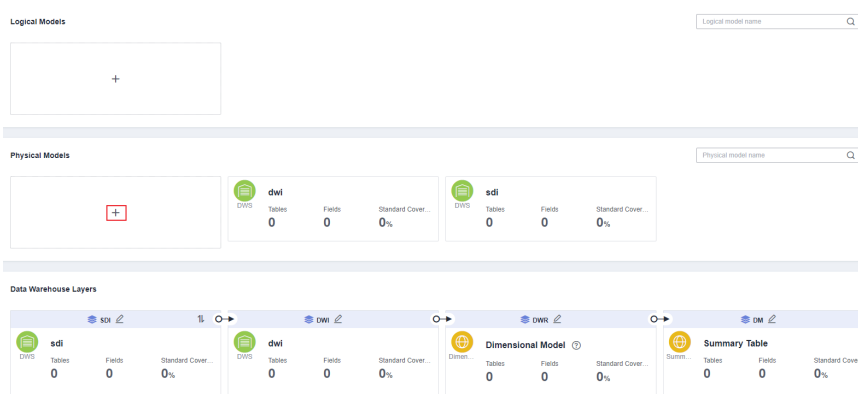 Logical Models
Logical model name
+
Physical Models
Physical model name
+
DWS
dwi
Tables Fields Standard Cover...
0 0 0%
DWS
sdi
Tables Fields Standard Cover...
0 0 0%
Data Warehouse Layers
SDI DWI DWR DM
DWS
sdi
Tables Fields Standard Cover...
0 0 0%
DWS
dwi
Tables Fields Standard Cover...
0 0 0%
Dimen...
Dimensional Model ?
Tables Fields Standard Cover...
0 0 0%
Summ...
Summary Table
Tables Fields Standard Cove
0 0 0%